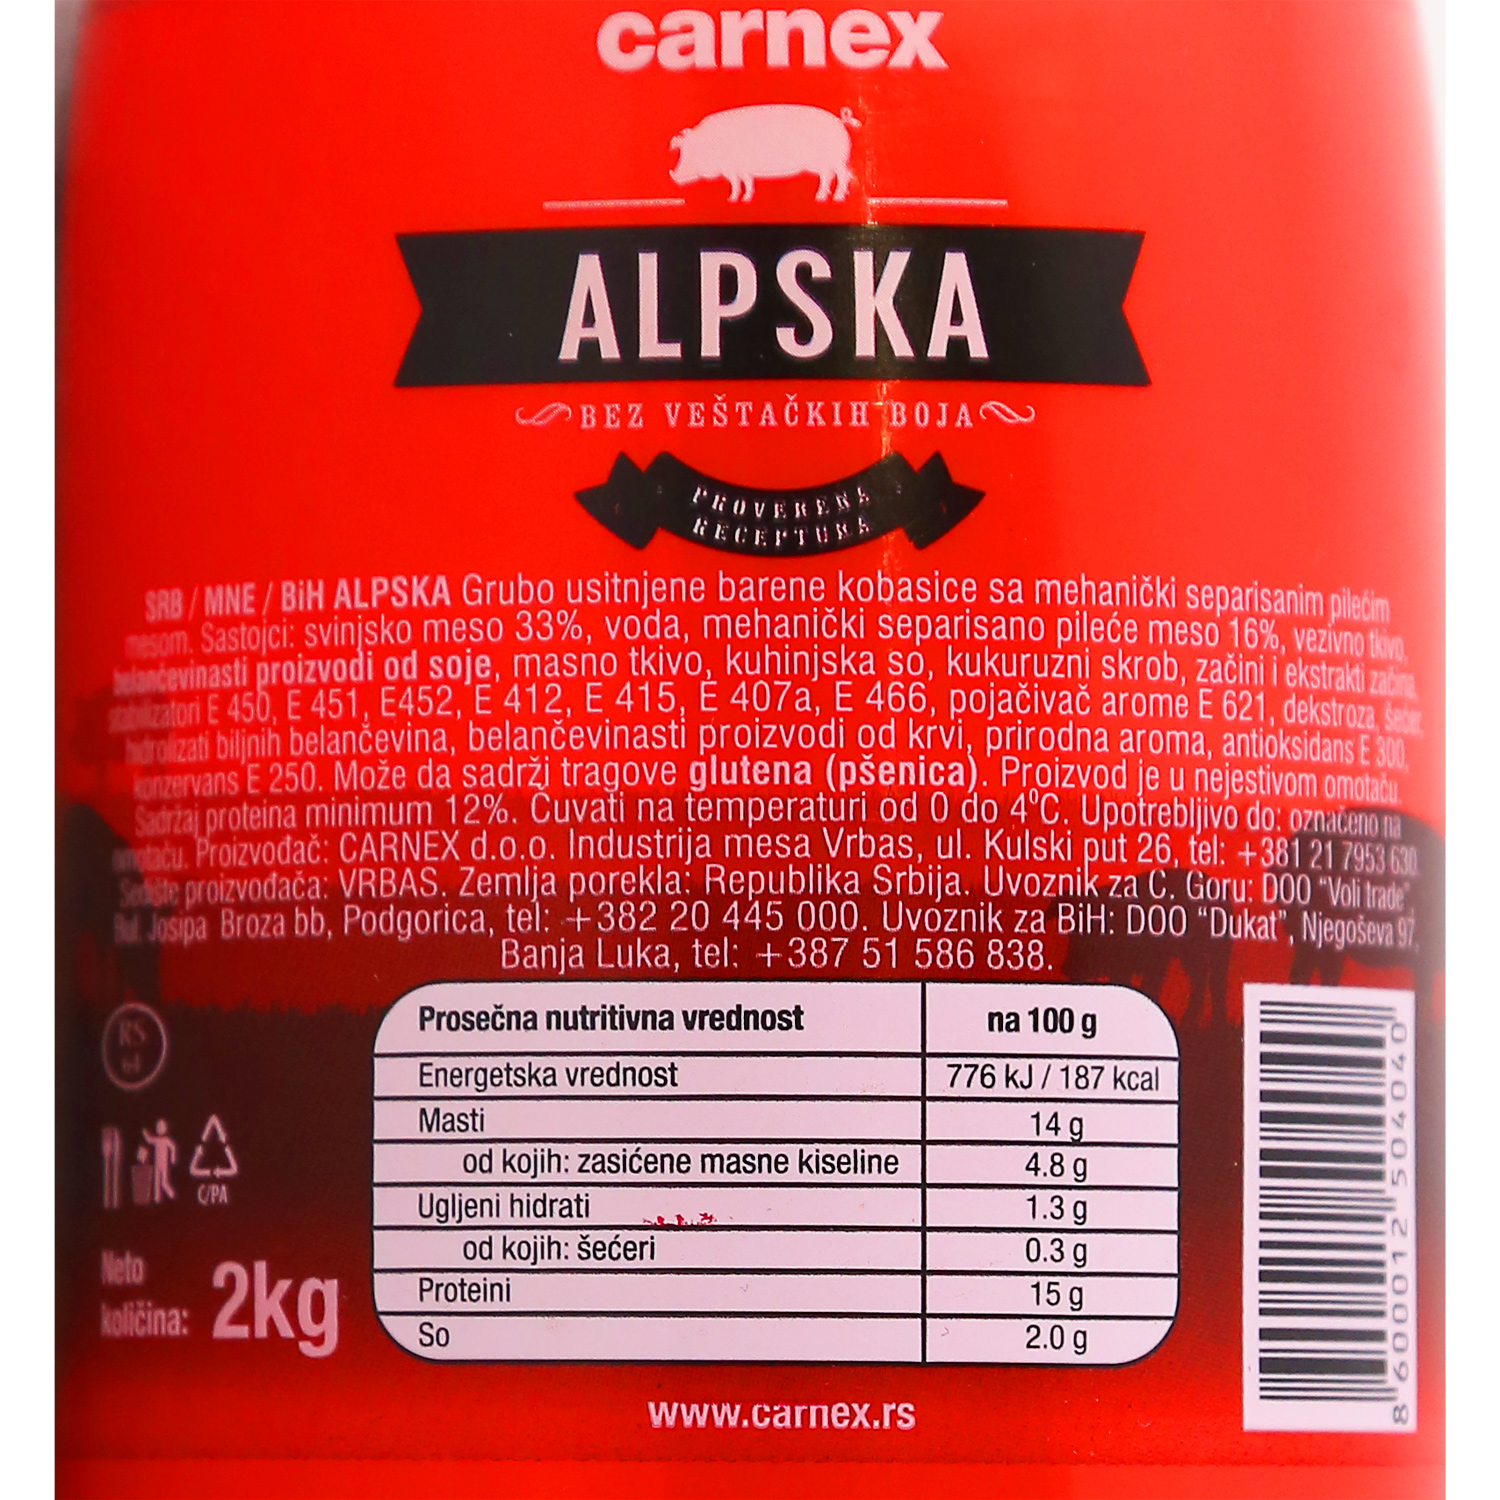 carnex
ALPSKA
BEZ VEŠTAČKIH BOJA
PROVERENA
RECEPTURA
SRB / MNE / BiH ALPSKA Grubo usitnjene barene kobasice sa mehanički separisanim pilećim
mesom. Sastojci: svinjsko meso 33%, voda, mehanički separisano pileće meso 16%, vezivno tkivo,
belančevinasti proizvodi od soje, masno tkivo, kuhinjska so, kukuruzni skrob, začini i ekstrakti začina,
stabilizatori E 450, E 451, E452, E 412, E 415, E 407a, E 466, pojačivač arome E 621, dekstroza, šećer,
hidrolizati biljnih belančevina, belančevinasti proizvodi od krvi, prirodna aroma, antioksidans E 300,
konzervans E 250. Može da sadrži tragove glutena (pšenica). Proizvod je u nejestivom omotaču.
Sadržaj proteina minimum 12%. Čuvati na temperaturi od 0 do 4°C. Upotrebljivo do: označeno na
omotaču. Proizvođač: CARNEX d.o.o. Industrija mesa Vrbas, ul. Kulski put 26, tel: +381 21 7953 630
Sedište proizvođača: VRBAS. Zemlja porekla: Republika Srbija. Uvoznik za C. Goru: DOO "Voli trade"
Bul. Josipa Broza bb, Podgorica, tel: +382 20 445 000. Uvoznik za BiH: DOO "Dukat", Njegoševa 97,
Banja Luka, tel: +387 51 586 838.
Prosečna nutritivna vrednost na 100 g
Energetska vrednost 776 kJ / 187 kcal
Masti 14 g
od kojih: zasićene masne kiseline 4.8 g
Ugljeni hidrati 1.3 g
od kojih: šećeri 0.3 g
Proteini 15 g
So 2.0 g
RS
C/PA
Neto
količina: 2kg
8 600012 504040
www.carnex.rs